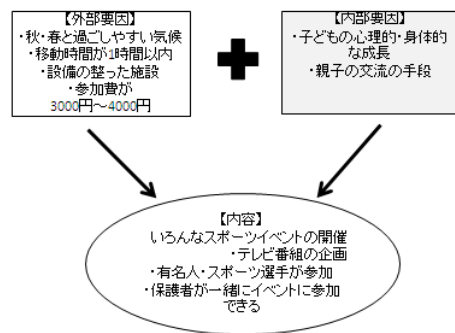 【外部要因】
・秋・春と過ごしやすい気候
・移動時間が1時間以内
・設備の整った施設
・参加費が
3000円～4000円
【内部要因】
・子どもの心理的・身体的
な成長
・親子の交流の手段
【内容】
いろんなスポーツイベントの開催
・テレビ番組の企画
・有名人・スポーツ選手が参加
・保護者が一緒にイベントに参加
できる